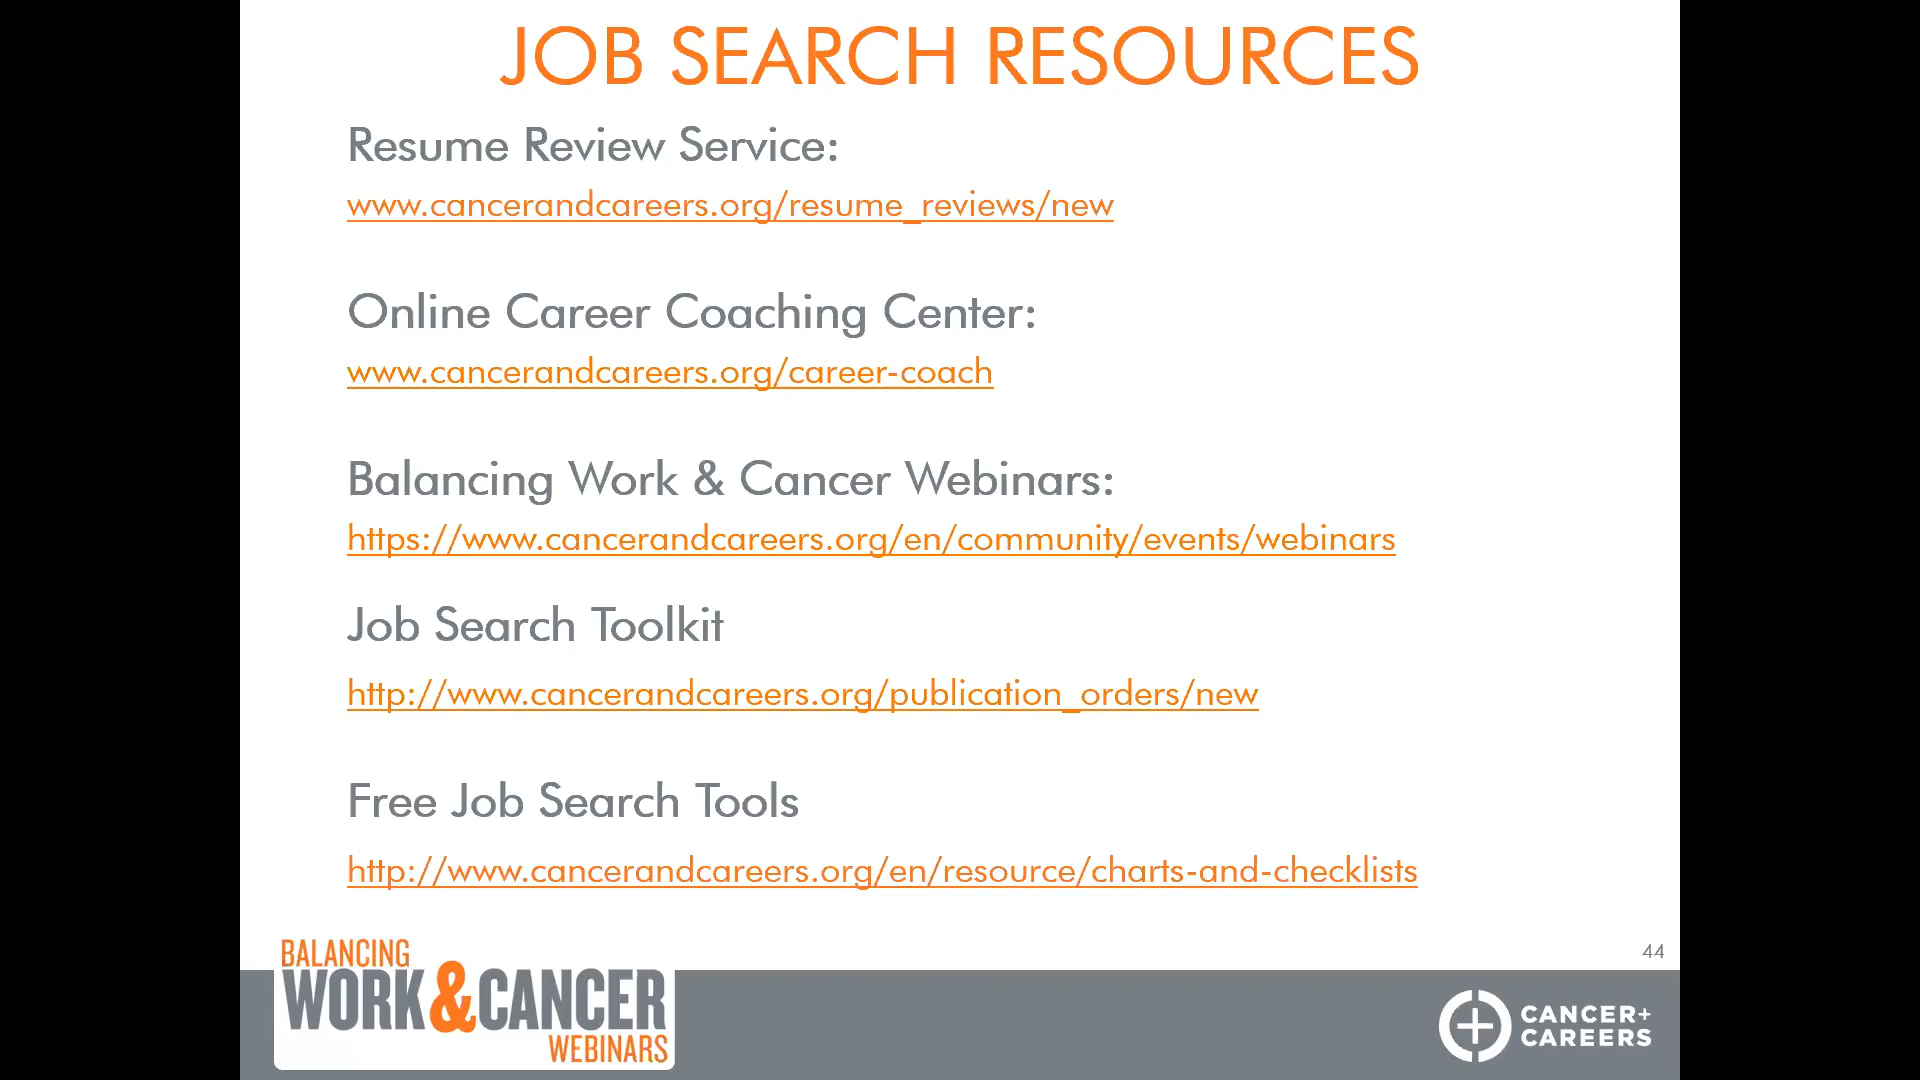 JOB SEARCH RESOURCES
Resume Review Service:
www.cancerandcareers.org/resume_reviews/new
Online Career Coaching Center:
www.cancerandcareers.org/career-coach
Balancing Work & Cancer Webinars:
https://www.cancerandcareers.org/en/community/events/webinars
Job Search Toolkit
http://www.cancerandcareers.org/publication_orders/new
Free Job Search Tools
http://www.cancerandcareers.org/en/resource/charts-and-checklists
44
BALANCING
WORK&CANCER
WEBINARS
CANCER+
CAREERS